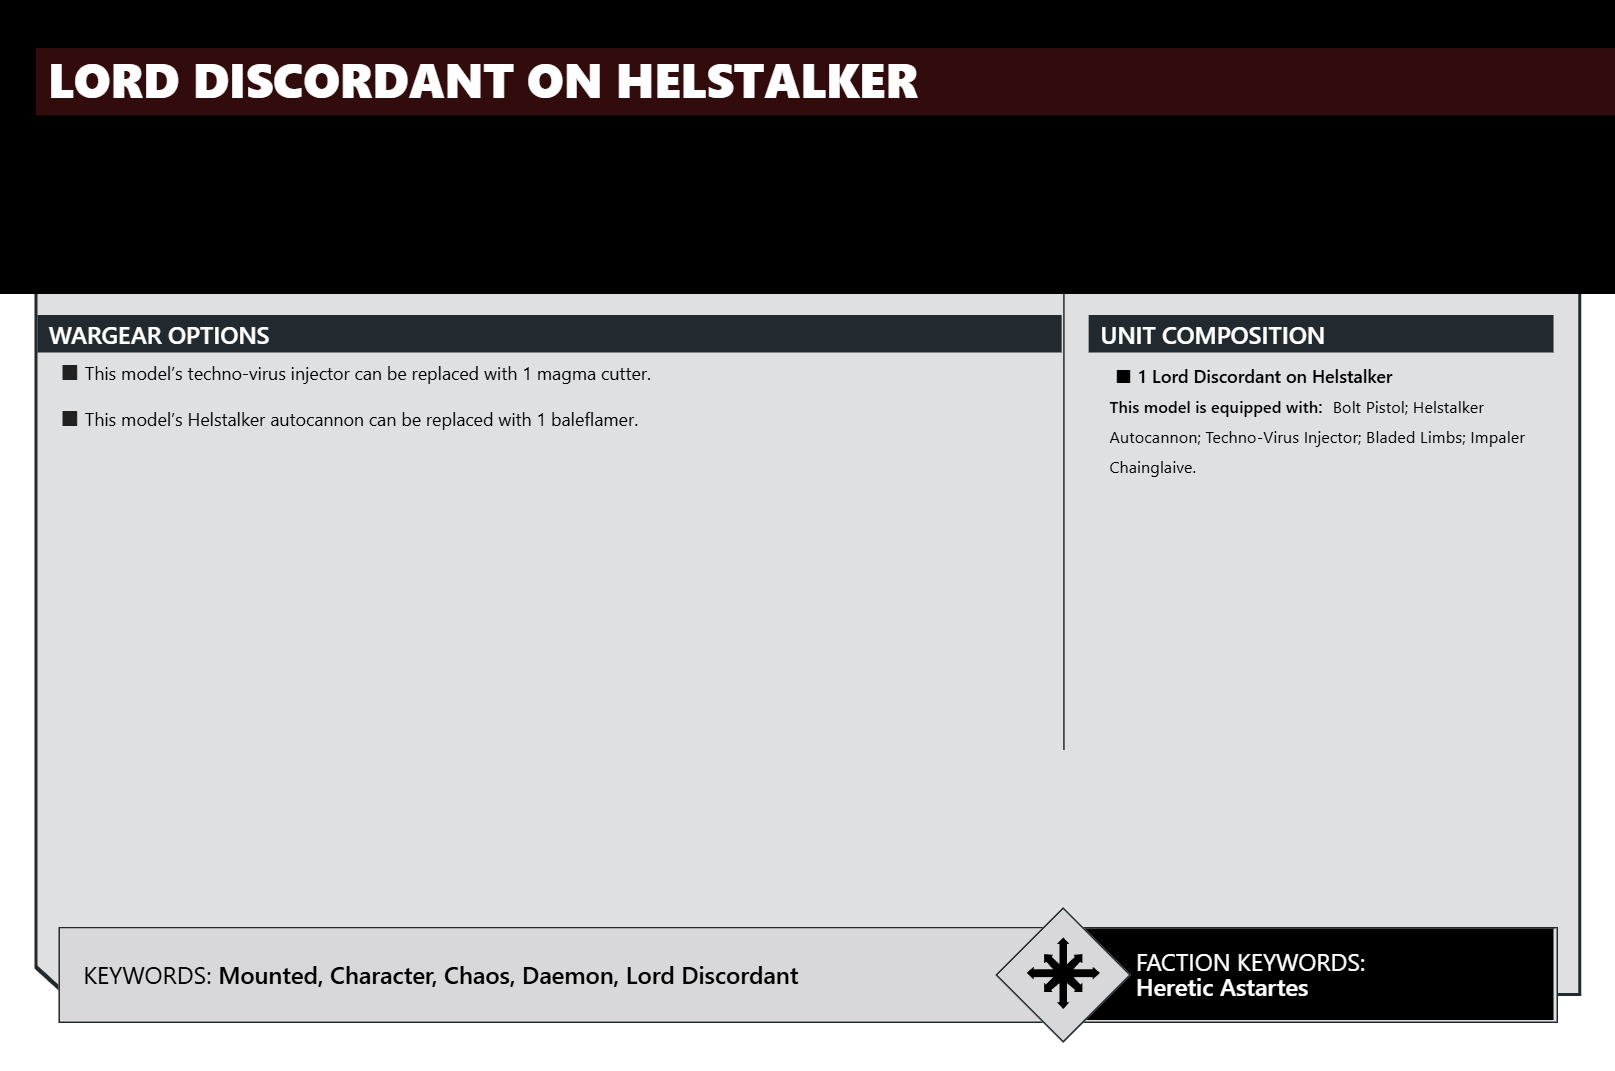 LORD DISCORDANT ON HELSTALKER
WARGEAR OPTIONS
■ This model’s techno-virus injector can be replaced with 1 magma cutter.
■ This model’s Helstalker autocannon can be replaced with 1 baleflamer.
UNIT COMPOSITION
■ 1 Lord Discordant on Helstalker
This model is equipped with: Bolt Pistol; Helstalker
Autocannon; Techno-Virus Injector; Bladed Limbs; Impaler
Chainglaive.
KEYWORDS: Mounted, Character, Chaos, Daemon, Lord Discordant
FACTION KEYWORDS:
Heretic Astartes